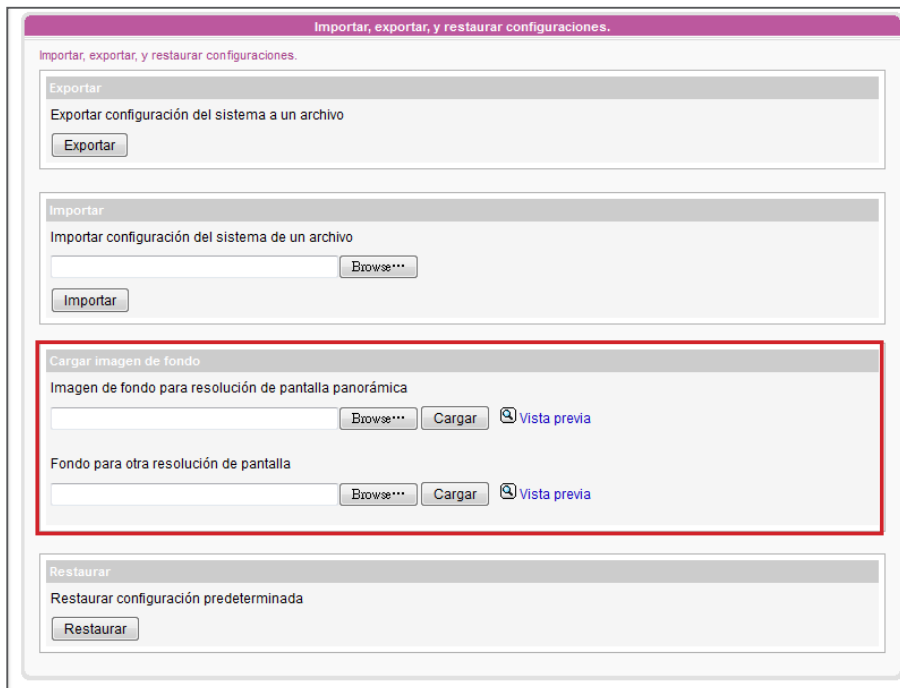 Importar, exportar, y restaurar configuraciones.
Importar, exportar, y restaurar configuraciones.
Exportar
Exportar configuración del sistema a un archivo
Exportar
Importar
Importar configuración del sistema de un archivo
Browse···
Importar
Cargar imagen de fondo
Imagen de fondo para resolución de pantalla panorámica
Browse··· Cargar Vista previa
Fondo para otra resolución de pantalla
Browse··· Cargar Vista previa
Restaurar
Restaurar configuración predeterminada
Restaurar